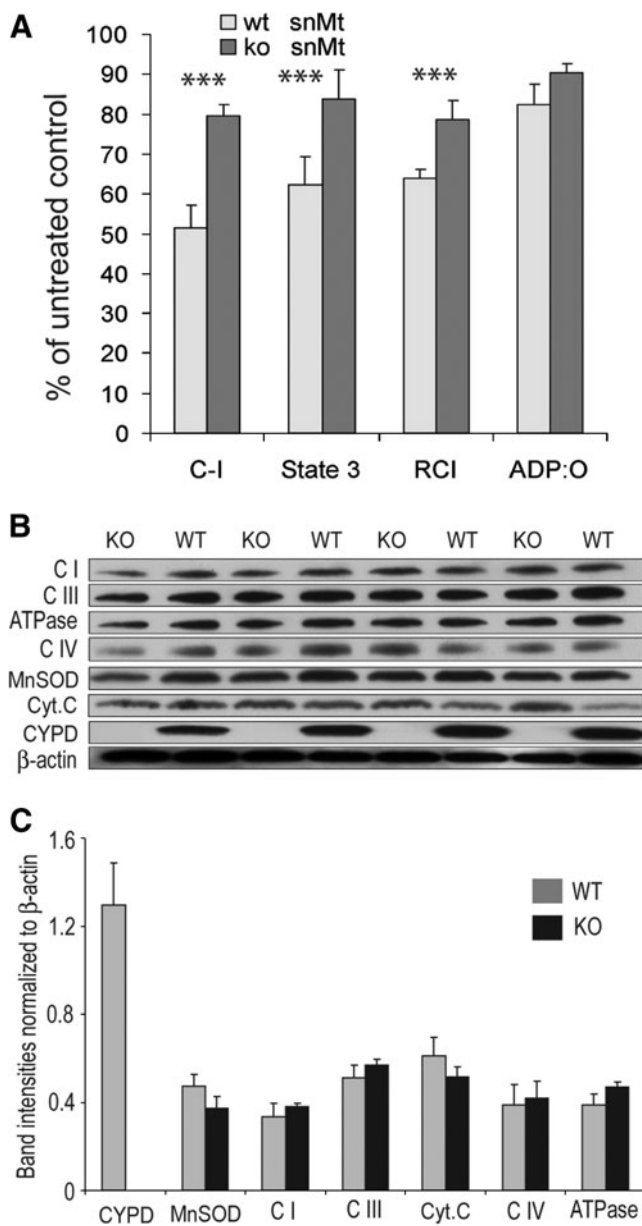 A
wt snMt
ko snMt
% of untreated control
100
90
80
70
60
50
40
30
20
10
0
*** *** ***
C-I State 3 RCI ADP:O
B
KO WT KO WT KO WT KO WT
C I
C III
ATPase
C IV
MnSOD
Cyt.C
CYPD
β-actin
C
Band intensities normalized to β-actin
1.6
1.2
0.8
0.4
0
WT
KO
CYPD MnSOD C I C III Cyt.C C IV ATPase